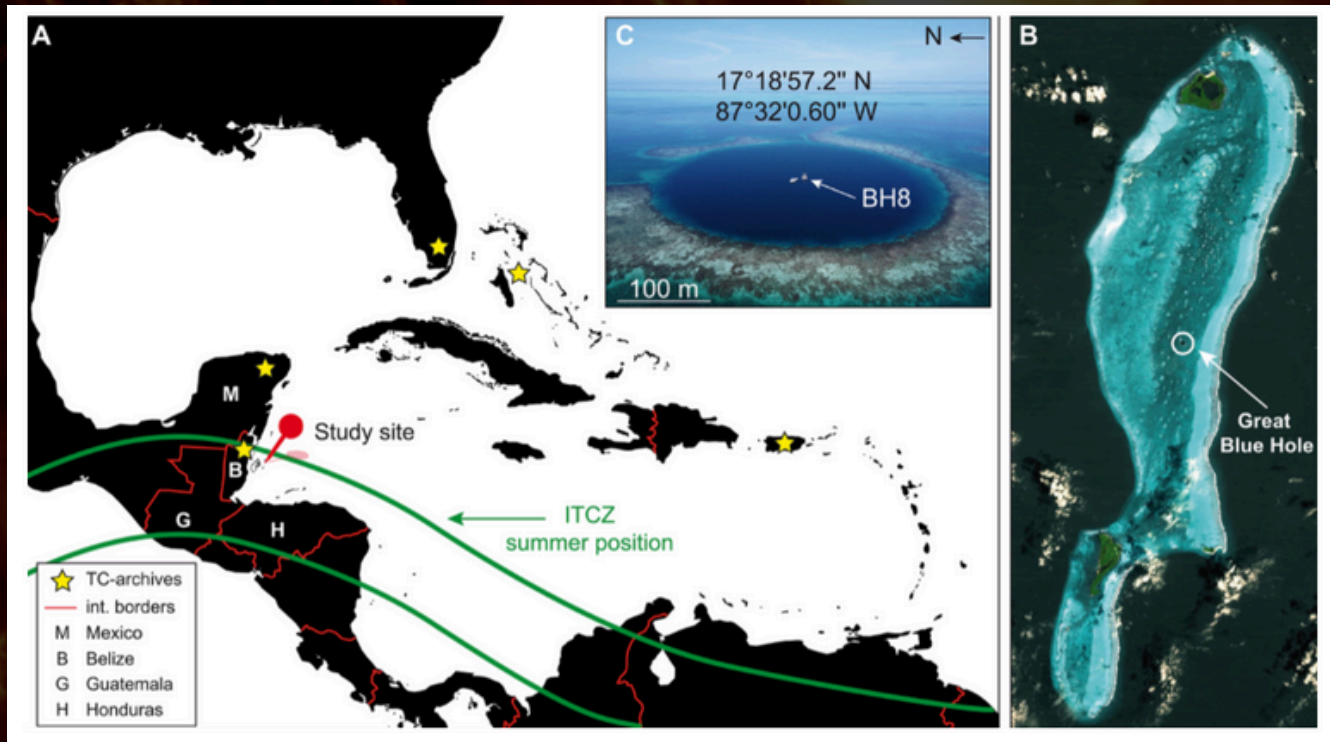 A
C
N
17°18'57.2" N
87°32'0.60" W
BH8
100 m
B
M
Study site
B
G
H
ITCZ
summer position
TC-archives
int. borders
M Mexico
B Belize
G Guatemala
H Honduras
Great
Blue Hole